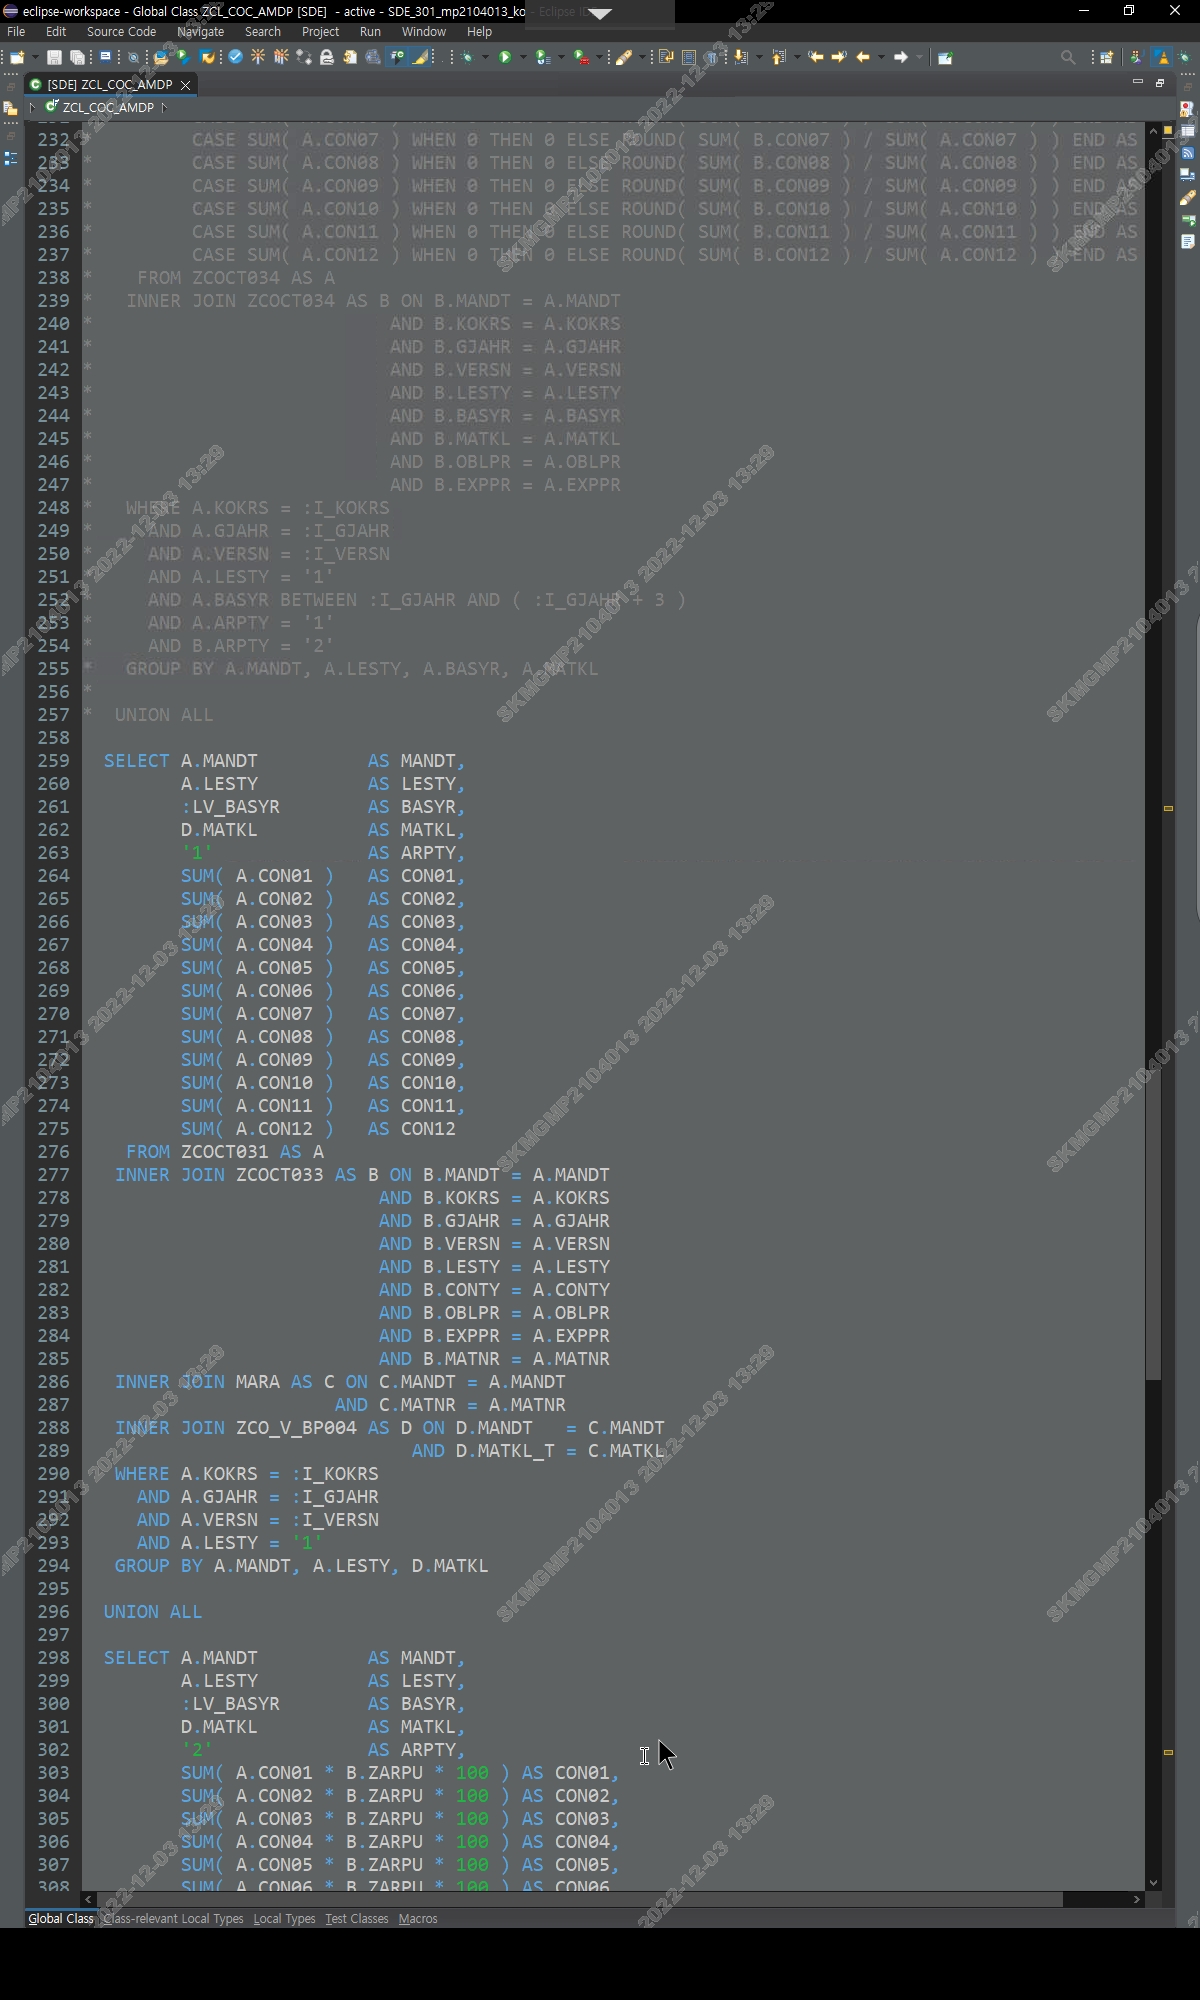 eclipse-workspace - Global Class ZCL_COC_AMDP [SDE] - active - SDE_301_mp2104013_ko - Eclipse IDE
File Edit Source Code Navigate Search Project Run Window Help
[SDE] ZCL_COC_AMDP
ZCL_COC_AMDP
232 * CASE SUM( A.CON07 ) WHEN 0 THEN 0 ELSE ROUND( SUM( B.CON07 ) / SUM( A.CON07 ) ) END AS
233 * CASE SUM( A.CON08 ) WHEN 0 THEN 0 ELSE ROUND( SUM( B.CON08 ) / SUM( A.CON08 ) ) END AS
234 * CASE SUM( A.CON09 ) WHEN 0 THEN 0 ELSE ROUND( SUM( B.CON09 ) / SUM( A.CON09 ) ) END AS
235 * CASE SUM( A.CON10 ) WHEN 0 THEN 0 ELSE ROUND( SUM( B.CON10 ) / SUM( A.CON10 ) ) END AS
236 * CASE SUM( A.CON11 ) WHEN 0 THEN 0 ELSE ROUND( SUM( B.CON11 ) / SUM( A.CON11 ) ) END AS
237 * CASE SUM( A.CON12 ) WHEN 0 THEN 0 ELSE ROUND( SUM( B.CON12 ) / SUM( A.CON12 ) ) END AS
238 * FROM ZCOCT034 AS A
239 * INNER JOIN ZCOCT034 AS B ON B.MANDT = A.MANDT
240 * AND B.KOKRS = A.KOKRS
241 * AND B.GJAHR = A.GJAHR
242 * AND B.VERSN = A.VERSN
243 * AND B.LESTY = A.LESTY
244 * AND B.BASYR = A.BASYR
245 * AND B.MATKL = A.MATKL
246 * AND B.OBLPR = A.OBLPR
247 * AND B.EXPPR = A.EXPPR
248 * WHERE A.KOKRS = :I_KOKRS
249 * AND A.GJAHR = :I_GJAHR
250 * AND A.VERSN = :I_VERSN
251 * AND A.LESTY = '1'
252 * AND A.BASYR BETWEEN :I_GJAHR AND ( :I_GJAHR + 3 )
253 * AND A.ARPTY = '1'
254 * AND B.ARPTY = '2'
255 * GROUP BY A.MANDT, A.LESTY, A.BASYR, A.MATKL
256 *
257 * UNION ALL
258
259 SELECT A.MANDT AS MANDT,
260 A.LESTY AS LESTY,
261 :LV_BASYR AS BASYR,
262 D.MATKL AS MATKL,
263 '1' AS ARPTY,
264 SUM( A.CON01 ) AS CON01,
265 SUM( A.CON02 ) AS CON02,
266 SUM( A.CON03 ) AS CON03,
267 SUM( A.CON04 ) AS CON04,
268 SUM( A.CON05 ) AS CON05,
269 SUM( A.CON06 ) AS CON06,
270 SUM( A.CON07 ) AS CON07,
271 SUM( A.CON08 ) AS CON08,
272 SUM( A.CON09 ) AS CON09,
273 SUM( A.CON10 ) AS CON10,
274 SUM( A.CON11 ) AS CON11,
275 SUM( A.CON12 ) AS CON12
276 FROM ZCOCT031 AS A
277 INNER JOIN ZCOCT033 AS B ON B.MANDT = A.MANDT
278 AND B.KOKRS = A.KOKRS
279 AND B.GJAHR = A.GJAHR
280 AND B.VERSN = A.VERSN
281 AND B.LESTY = A.LESTY
282 AND B.CONTY = A.CONTY
283 AND B.OBLPR = A.OBLPR
284 AND B.EXPPR = A.EXPPR
285 AND B.MATNR = A.MATNR
286 INNER JOIN MARA AS C ON C.MANDT = A.MANDT
287 AND C.MATNR = A.MATNR
288 INNER JOIN ZCO_V_BP004 AS D ON D.MANDT = C.MANDT
289 AND D.MATKL_T = C.MATKL
290 WHERE A.KOKRS = :I_KOKRS
291 AND A.GJAHR = :I_GJAHR
292 AND A.VERSN = :I_VERSN
293 AND A.LESTY = '1'
294 GROUP BY A.MANDT, A.LESTY, D.MATKL
295
296 UNION ALL
297
298 SELECT A.MANDT AS MANDT,
299 A.LESTY AS LESTY,
300 :LV_BASYR AS BASYR,
301 D.MATKL AS MATKL,
302 '2' AS ARPTY,
303 SUM( A.CON01 * B.ZARPU * 100 ) AS CON01,
304 SUM( A.CON02 * B.ZARPU * 100 ) AS CON02,
305 SUM( A.CON03 * B.ZARPU * 100 ) AS CON03,
306 SUM( A.CON04 * B.ZARPU * 100 ) AS CON04,
307 SUM( A.CON05 * B.ZARPU * 100 ) AS CON05,
308 SUM( A.CON06 * B.ZARPU * 100 ) AS CON06,
Global Class Class-relevant Local Types Local Types Test Classes Macros
SKMGMP2104013 2022-12-03 13:29